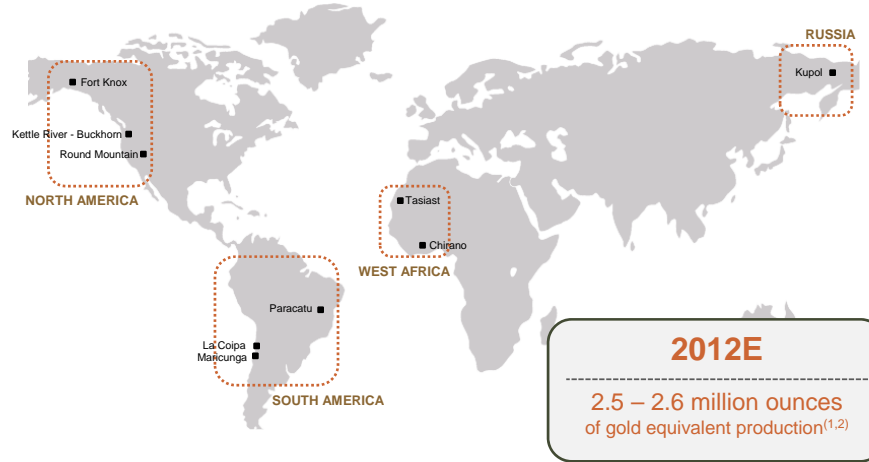 RUSSIA
Kupol
Fort Knox
Kettle River - Buckhorn
Round Mountain
NORTH AMERICA
Tasiast
Chirano
WEST AFRICA
Paracatu
La Coipa
Maricunga
SOUTH AMERICA
2012E
2.5 – 2.6 million ounces
of gold equivalent production(1,2)